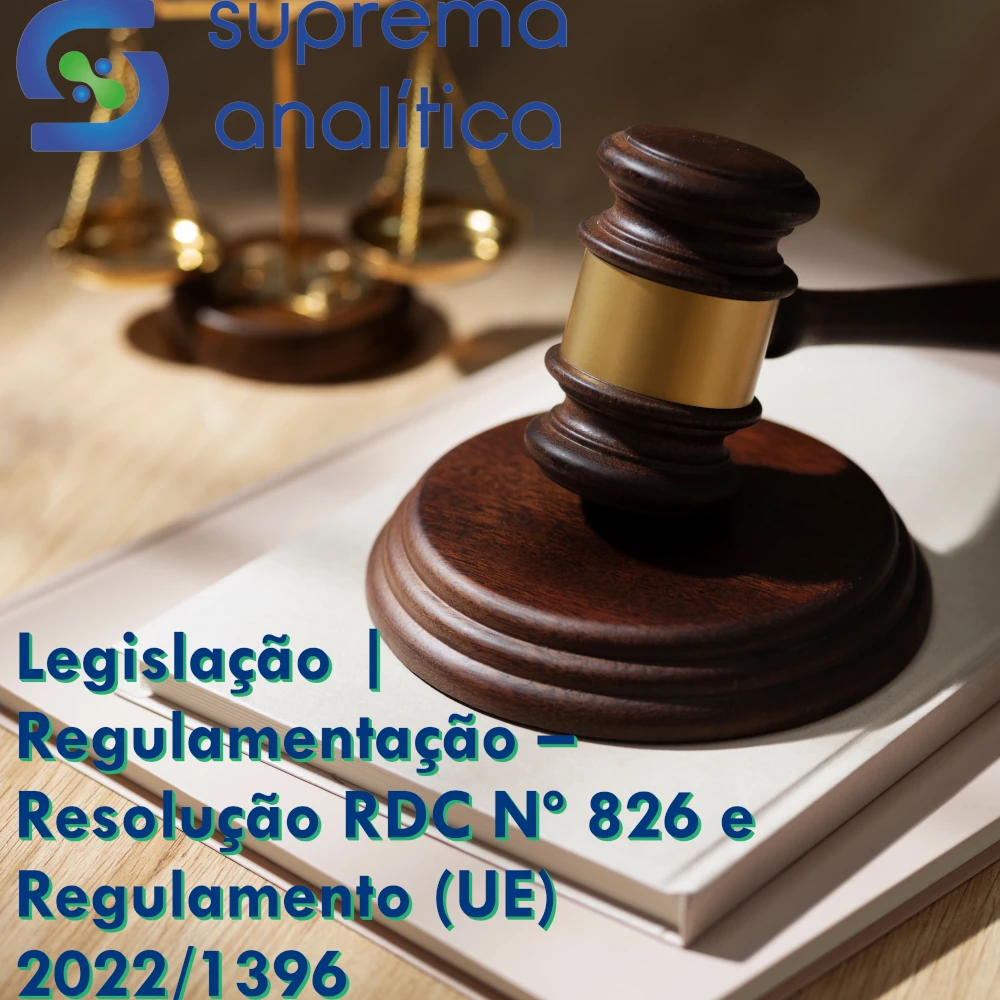 suprema
analítica
Legislação |
Regulamentação –
Resolução RDC Nº 826 e
Regulamento (UE)
2022/1396